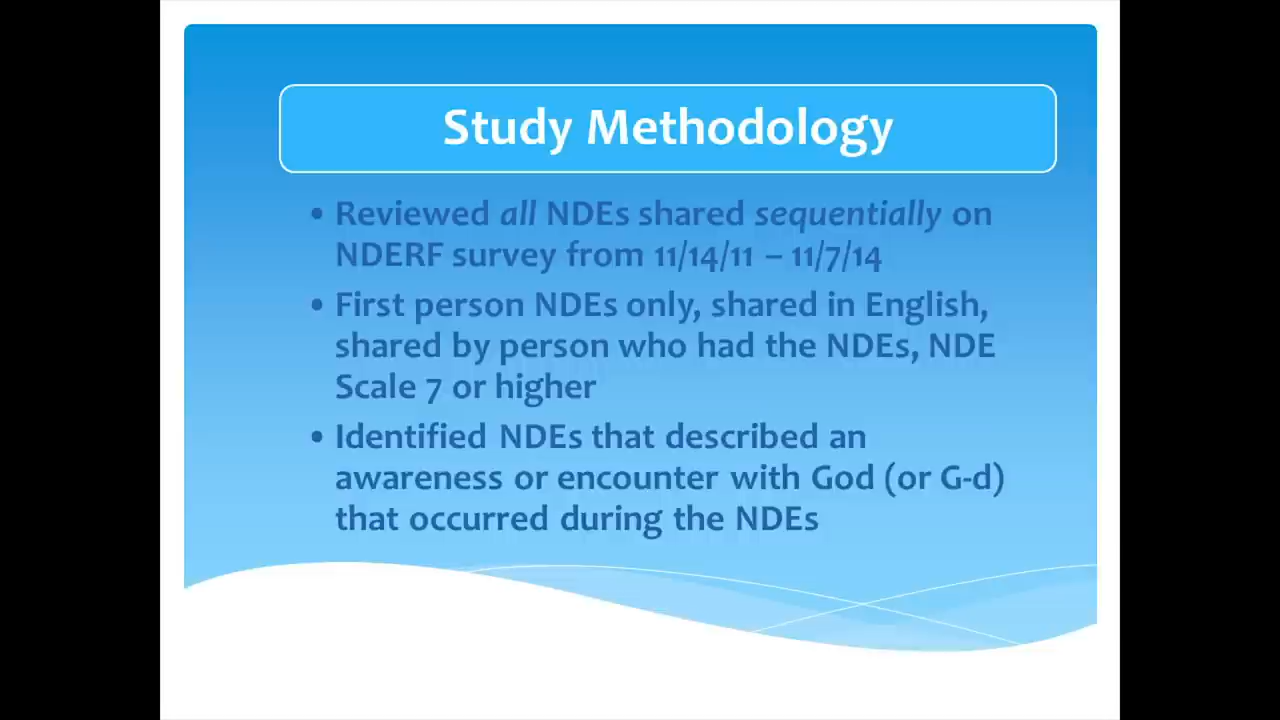 Study Methodology
• Reviewed all NDEs shared sequentially on
NDERF survey from 11/14/11 – 11/7/14
• First person NDEs only, shared in English,
shared by person who had the NDEs, NDE
Scale 7 or higher
• Identified NDEs that described an
awareness or encounter with God (or G-d)
that occurred during the NDEs